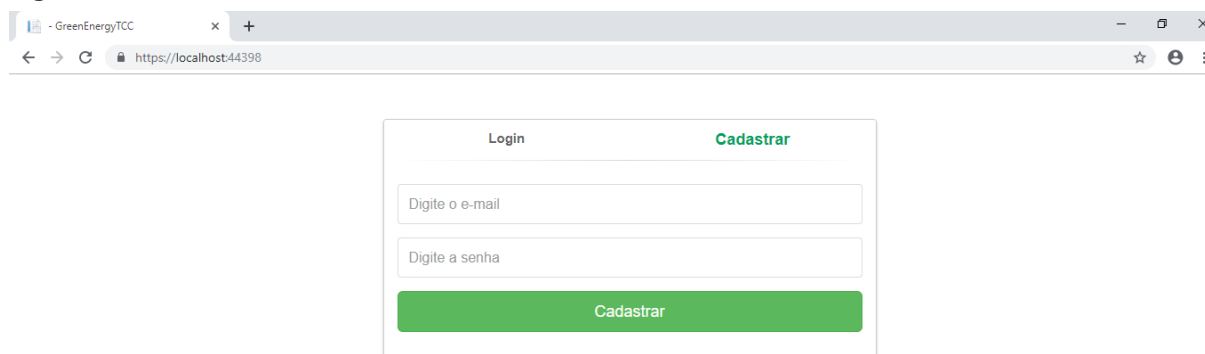 - GreenEnergyTCC
https://localhost:44398
Login Cadastrar
Digite o e-mail
Digite a senha
Cadastrar